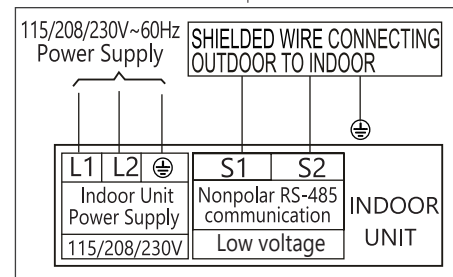 115/208/230V~60Hz
Power Supply
SHIELDED WIRE CONNECTING
OUTDOOR TO INDOOR
L1 L2 S1 S2
Indoor Unit
Power Supply
115/208/230V
Nonpolar RS-485
communication
Low voltage
INDOOR
UNIT